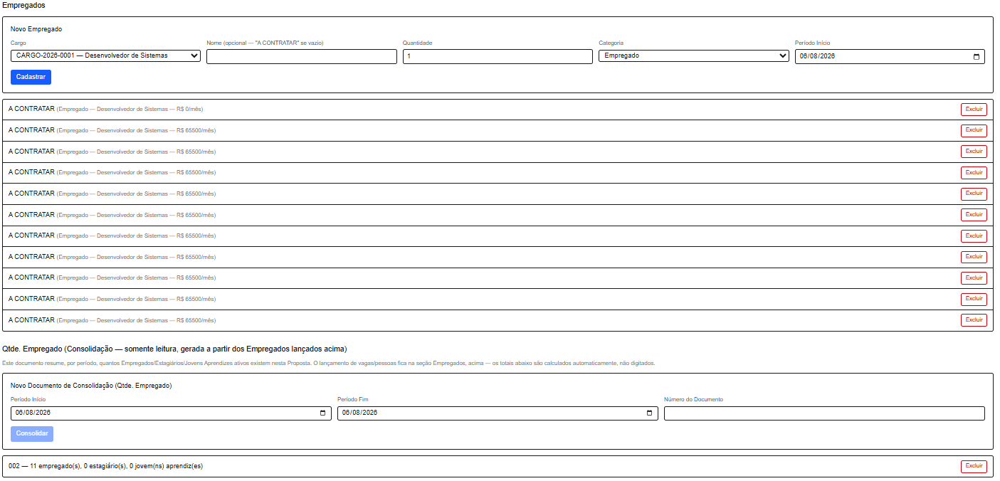 Empregados
Novo Empregado
Cargo Nome (opcional — "A CONTRATAR" se vazio) Quantidade Categoria Período Início
CARGO-2026-0001 — Desenvolvedor de Sistemas 1 Empregado 06/08/2026
Cadastrar
A CONTRATAR (Empregado — Desenvolvedor de Sistemas — R$ 0/mês) Excluir
A CONTRATAR (Empregado — Desenvolvedor de Sistemas — R$ 65500/mês) Excluir
A CONTRATAR (Empregado — Desenvolvedor de Sistemas — R$ 65500/mês) Excluir
A CONTRATAR (Empregado — Desenvolvedor de Sistemas — R$ 65500/mês) Excluir
A CONTRATAR (Empregado — Desenvolvedor de Sistemas — R$ 65500/mês) Excluir
A CONTRATAR (Empregado — Desenvolvedor de Sistemas — R$ 65500/mês) Excluir
A CONTRATAR (Empregado — Desenvolvedor de Sistemas — R$ 65500/mês) Excluir
A CONTRATAR (Empregado — Desenvolvedor de Sistemas — R$ 65500/mês) Excluir
A CONTRATAR (Empregado — Desenvolvedor de Sistemas — R$ 65500/mês) Excluir
A CONTRATAR (Empregado — Desenvolvedor de Sistemas — R$ 65500/mês) Excluir
A CONTRATAR (Empregado — Desenvolvedor de Sistemas — R$ 65500/mês) Excluir
Qtde. Empregado (Consolidação — somente leitura, gerada a partir dos Empregados lançados acima)
Este documento resume, por período, quantos Empregados/Estagiários/Jovens Aprendizes ativos existem nesta Proposta. O lançamento de vagas/pessoas fica na seção Empregados, acima — os totais abaixo são calculados automaticamente, não digitados.
Novo Documento de Consolidação (Qtde. Empregado)
Período Início Período Fim Número do Documento
06/08/2026 06/08/2026
Consolidar
002 — 11 empregado(s), 0 estagiário(s), 0 jovem(ns) aprendiz(es) Excluir